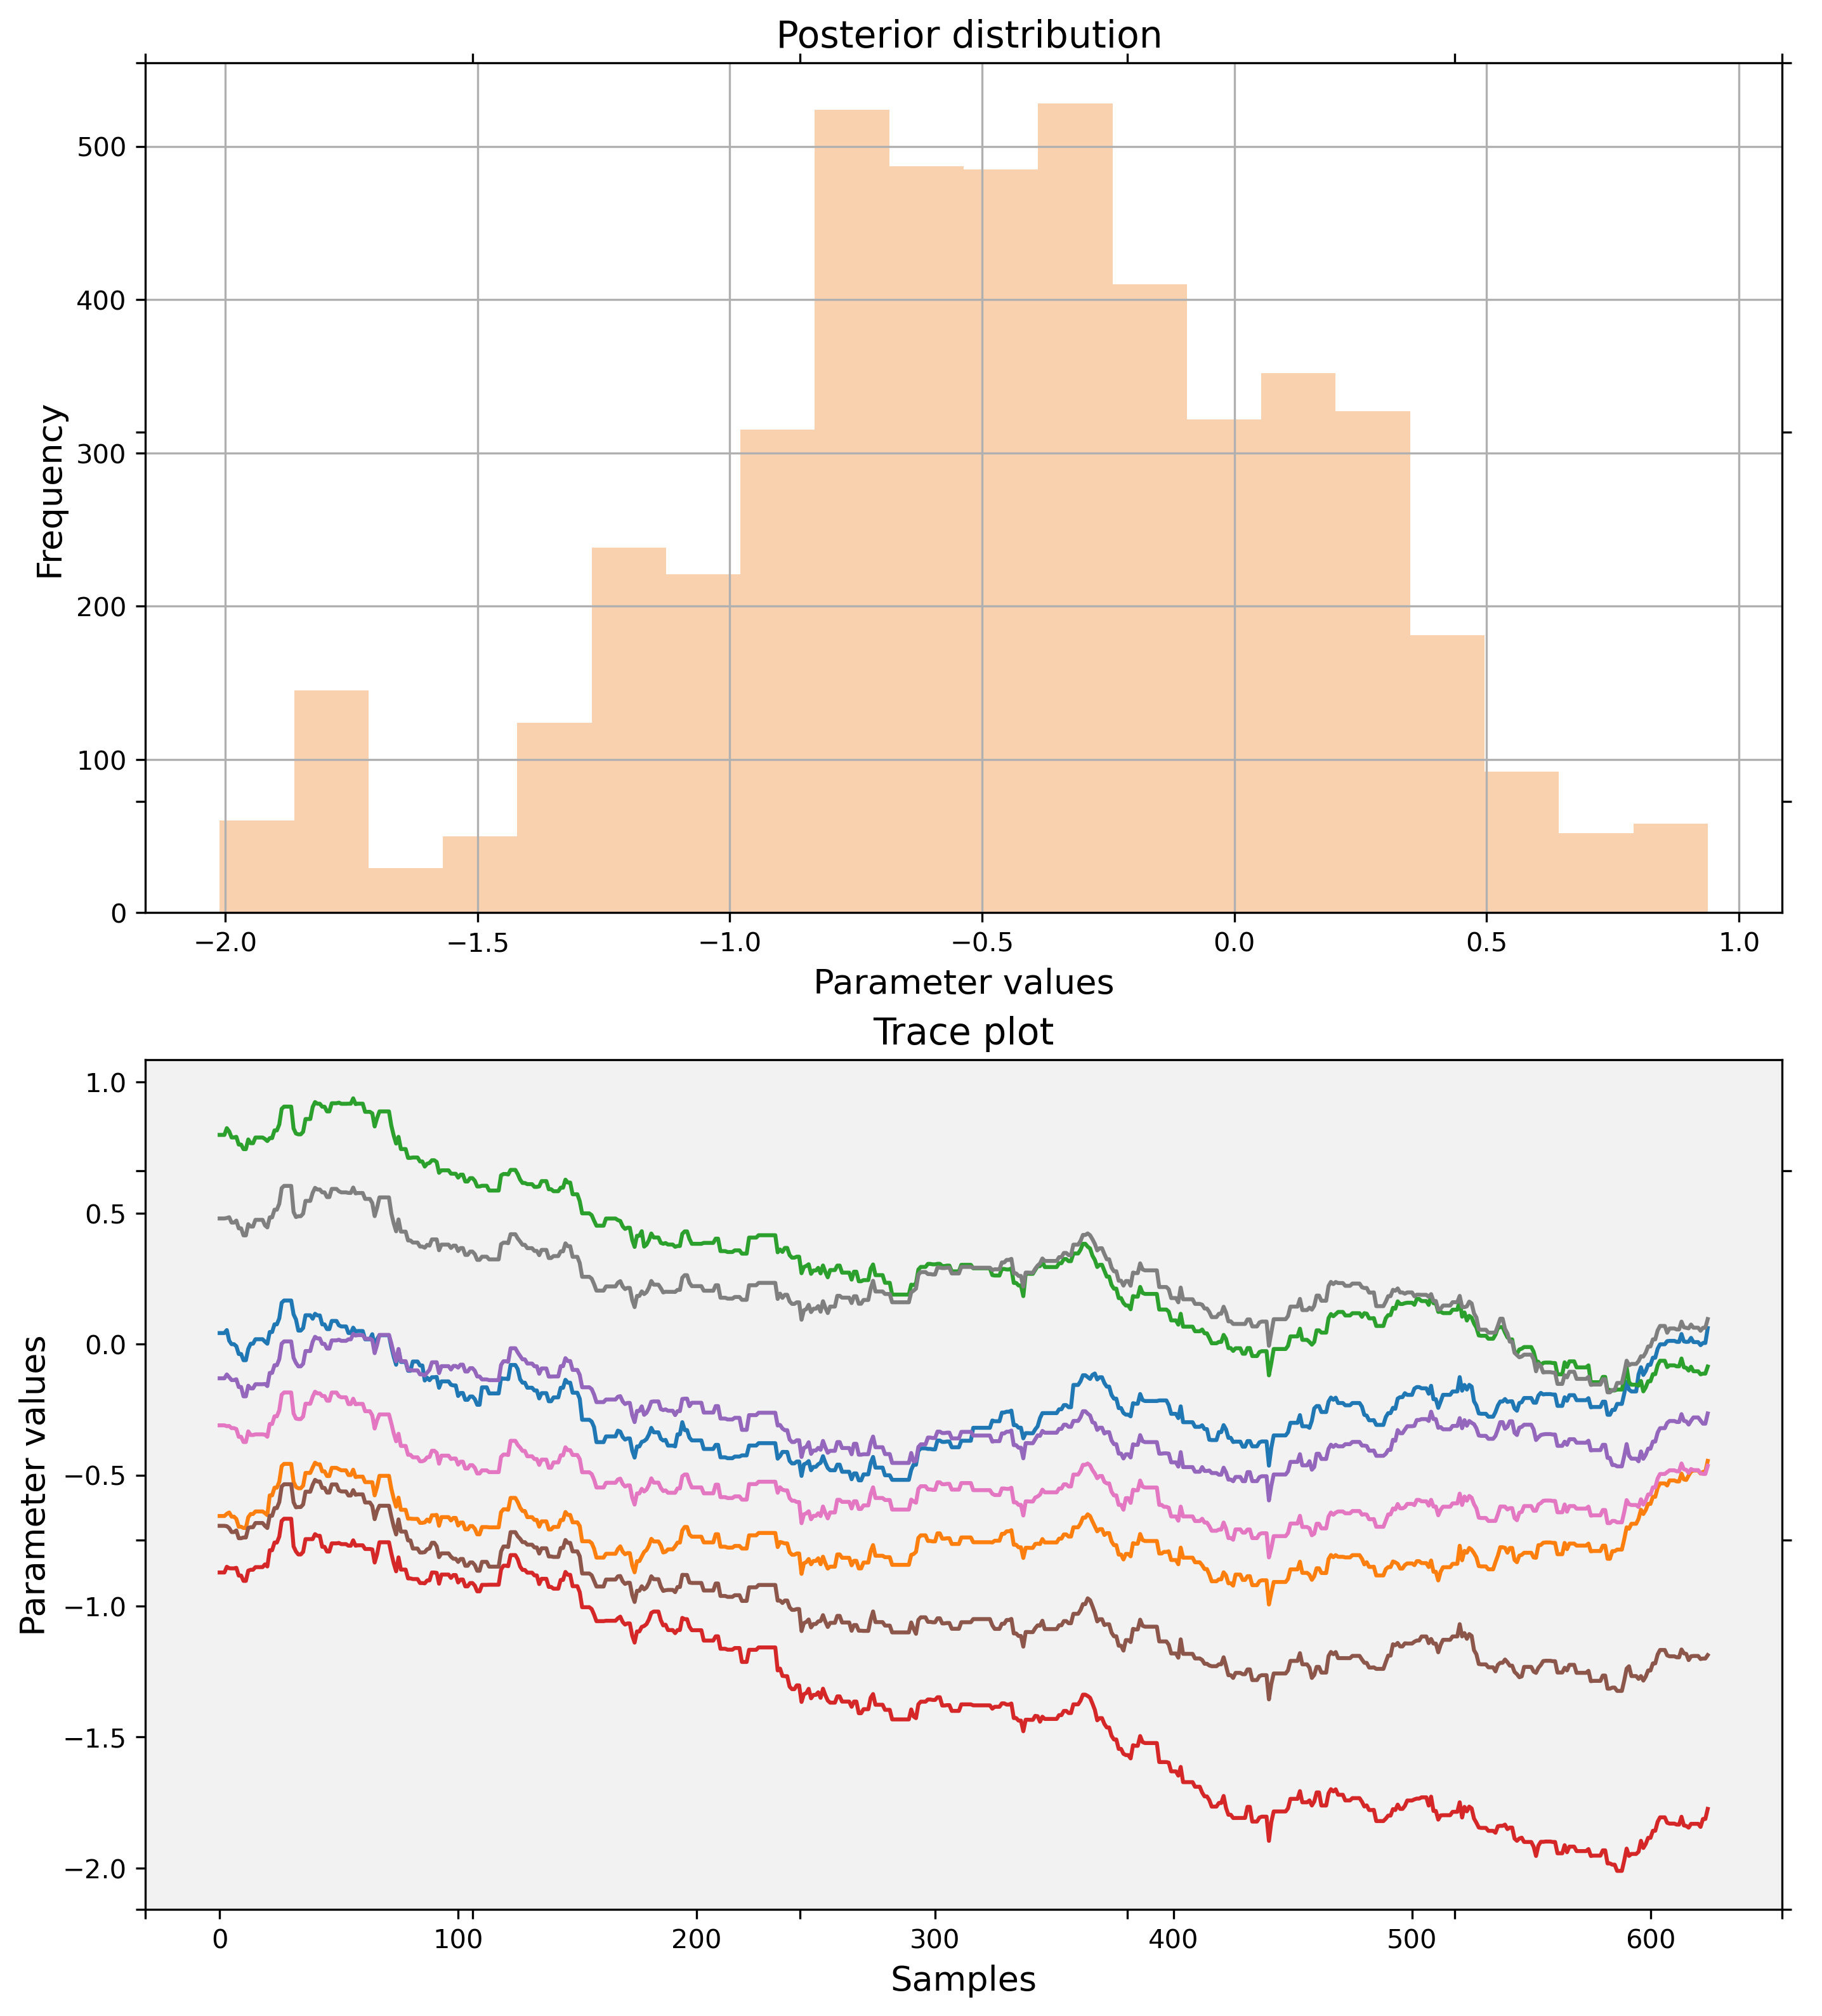 Posterior distribution
500
400
300
200
100
0
Frequency
−2.0 −1.5 −1.0 −0.5 0.0 0.5 1.0
Parameter values
Trace plot
1.0
0.5
0.0
−0.5
−1.0
−1.5
−2.0
Parameter values
0 100 200 300 400 500 600
Samples